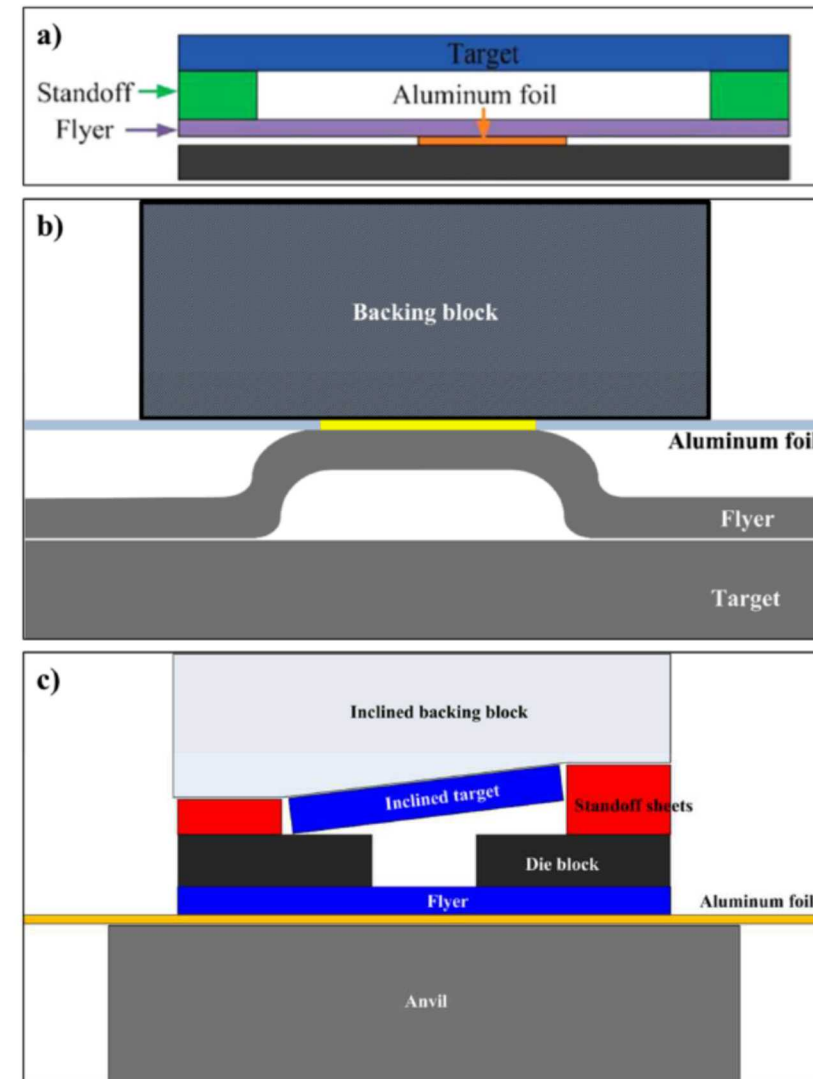 a)
Target
Standoff
Aluminum foil
Flyer
b)
Backing block
Aluminum foil
Flyer
Target
c)
Inclined backing block
Inclined target
Standoff sheets
Die block
Flyer
Aluminum foil
Anvil